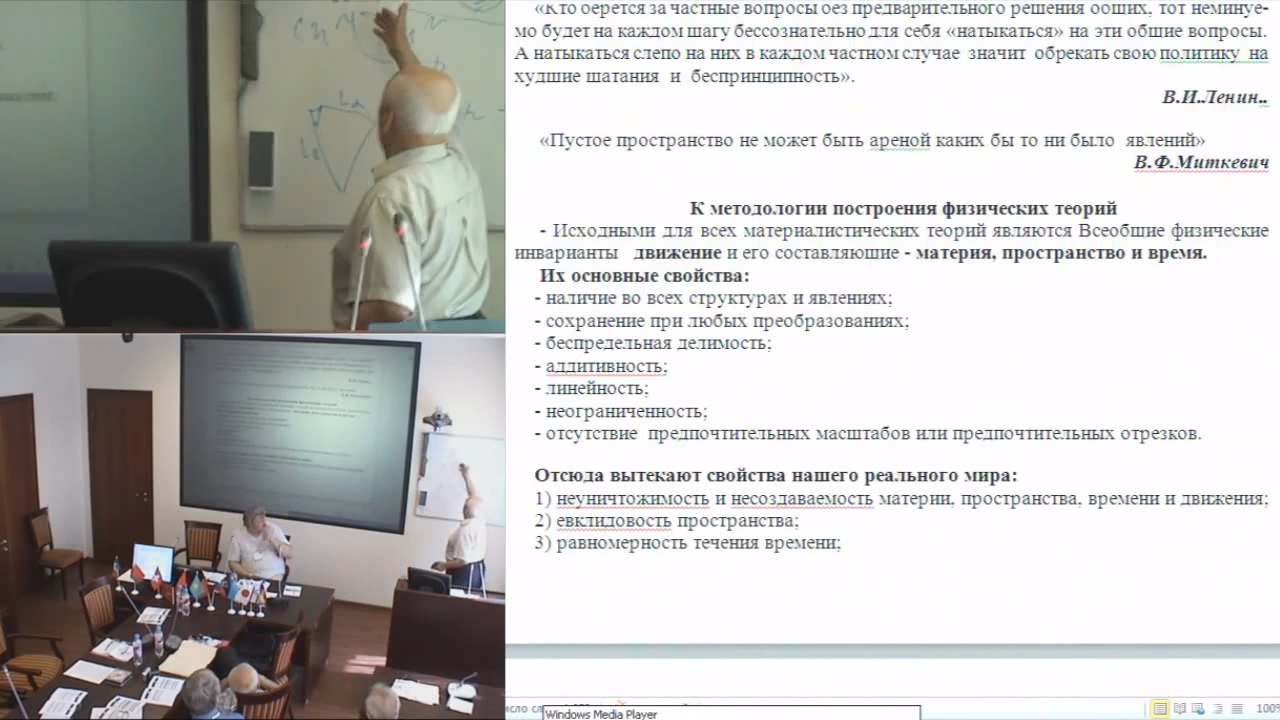 «Кто берется за частные вопросы без предварительного решения общих, тот неминуе-
мо будет на каждом шагу бессознательно для себя «натыкаться» на эти общие вопросы.
А натыкаться слепо на них в каждом частном случае значит обрекать свою политику на
худшие шатания и беспринципность».
В.И.Ленин..
«Пустое пространство не может быть ареной каких бы то ни было явлений»
В.Ф.Миткевич
К методологии построения физических теорий
- Исходными для всех материалистических теорий являются Всеобщие физические
инварианты движение и его составляющие - материя, пространство и время.
Их основные свойства:
- наличие во всех структурах и явлениях;
- сохранение при любых преобразованиях;
- беспредельная делимость;
- аддитивность;
- линейность;
- неограниченность;
- отсутствие предпочтительных масштабов или предпочтительных отрезков.
Отсюда вытекают свойства нашего реального мира:
1) неуничтожимость и несоздаваемость материи, пространства, времени и движения;
2) евклидовость пространства;
3) равномерность течения времени;
Windows Media Player
100%